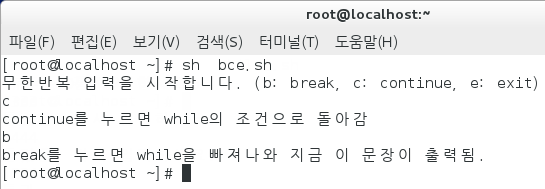 root@localhost:~
파일(F) 편집(E) 보기(V) 검색(S) 터미널(T) 도움말(H)
[root@localhost ~]# sh bce.sh
무한반복 입력을 시작합니다. (b: break, c: continue, e: exit)
c
continue를 누르면 while의 조건으로 돌아감
b
break를 누르면 while을 빠져나와 지금 이 문장이 출력됨.
[root@localhost ~]#